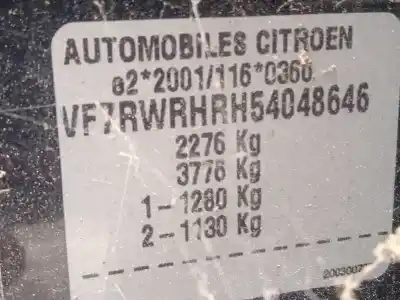 AUTOMOBILES CITROEN
e2*2001/116*0360
VF7RWRHRH54048646
2276 Kg
3776 Kg
1-1280 Kg
2-1130 Kg